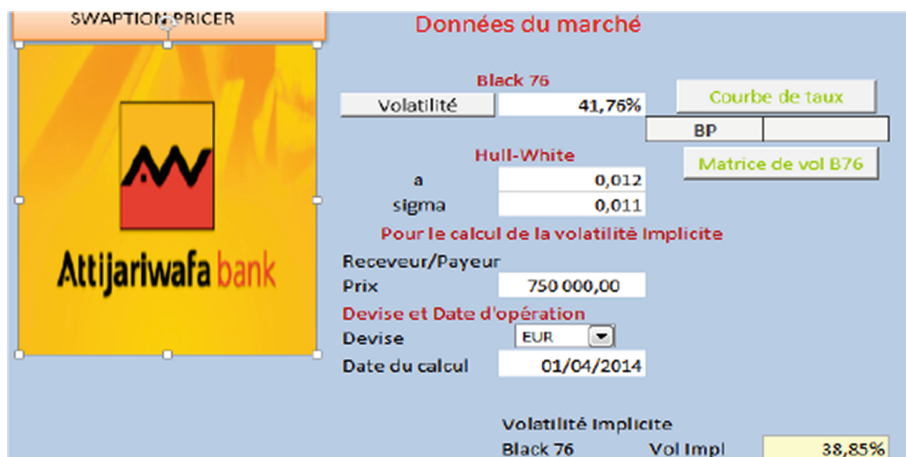 SWAPTION PRICER
Attijariwafa bank
Données du marché
Black 76
Volatilité 41,76%
Courbe de taux
BP
Hull-White
Matrice de vol B76
a 0,012
sigma 0,011
Pour le calcul de la volatilité Implicite
Receveur/Payeur
Prix 750 000,00
Devise et Date d'opération
Devise EUR
Date du calcul 01/04/2014
Volatilité Implicite
Black 76 Vol Impl 38,85%